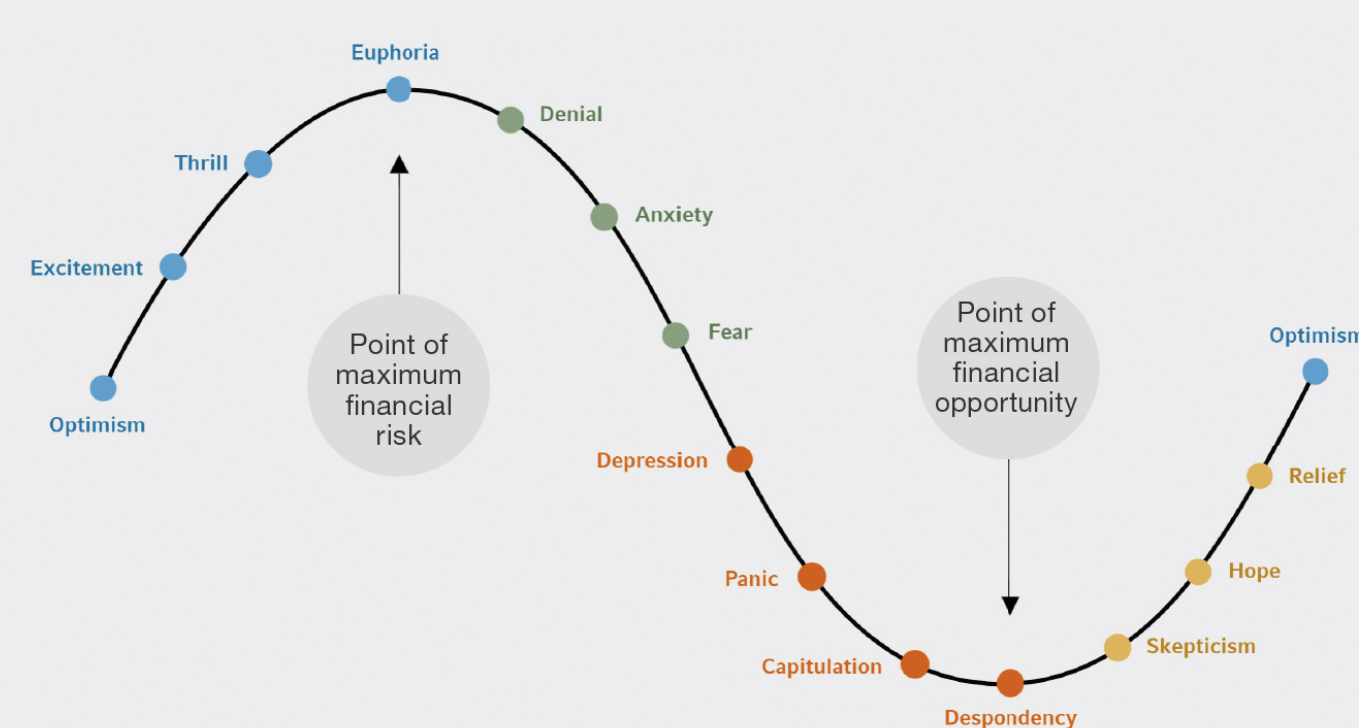 Euphoria
Denial
Thrill
Anxiety
Excitement
Point of
maximum
financial
risk
Fear
Point of
maximum
financial
opportunity
Optimism
Optimism
Depression
Relief
Panic
Hope
Capitulation
Skepticism
Despondency